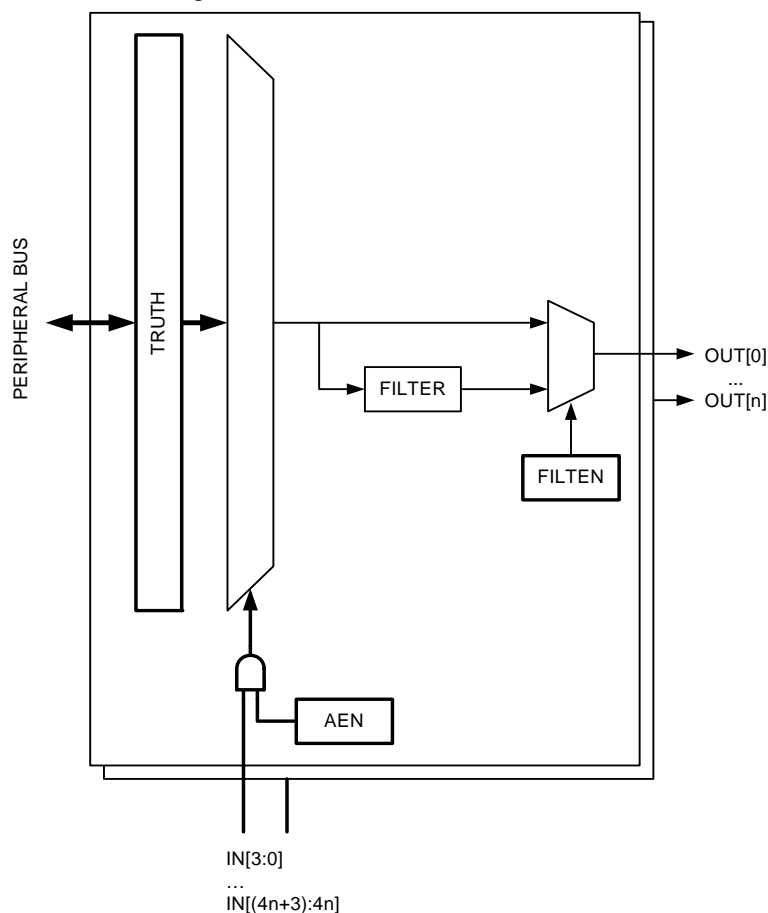 PERIPHERAL BUS
TRUTH
OUT[0]
...
OUT[n]
FILTER
FILTEN
AEN
IN[3:0]
...
IN[(4n+3):4n]